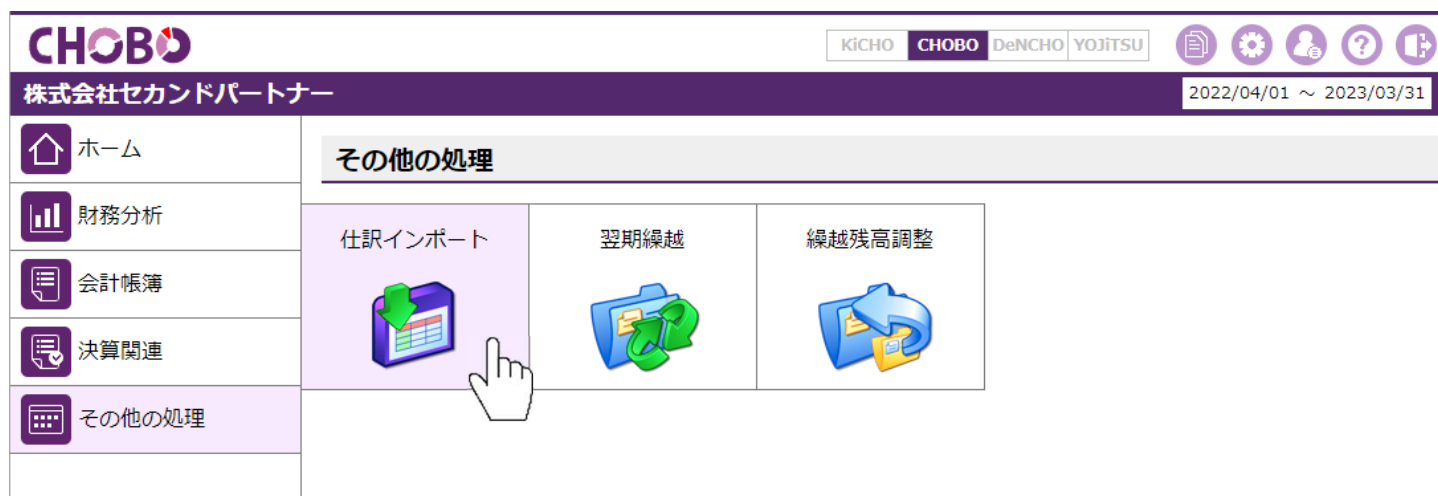 CHOBO
KiCHO CHOBO DeNCHO YOJiTSU
株式会社セカンドパートナー
2022/04/01 ～ 2023/03/31
ホーム
財務分析
会計帳簿
決算関連
その他の処理
その他の処理
仕訳インポート
翌期繰越
繰越残高調整